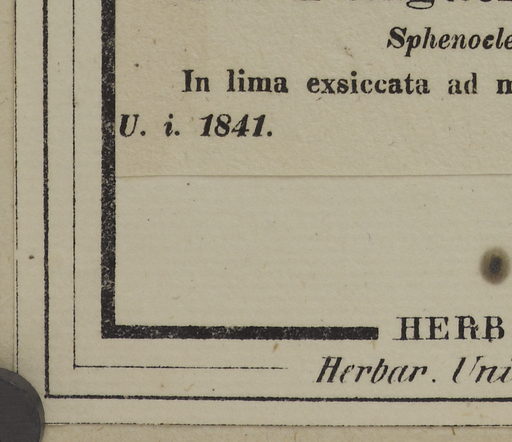 Sphenocle
In lima exsiccata ad m
U. i. 1841.
HERB
Herbar. Uni